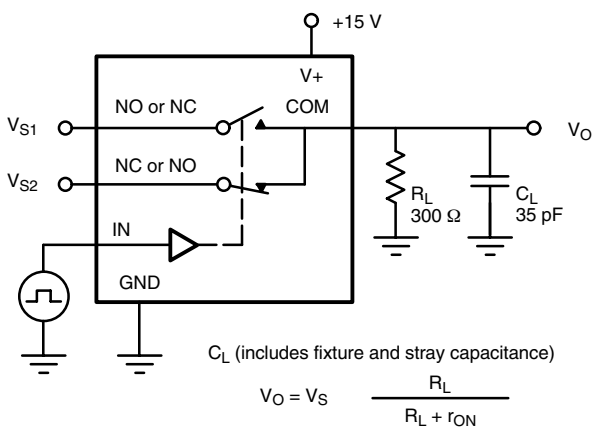 +15 V
V+
NO or NC
COM
V_S1
V_O
NC or NO
V_S2
R_L
300 Ω
C_L
35 pF
IN
GND
C_L (includes fixture and stray capacitance)
V_O = V_S R_L
R_L + r_ON